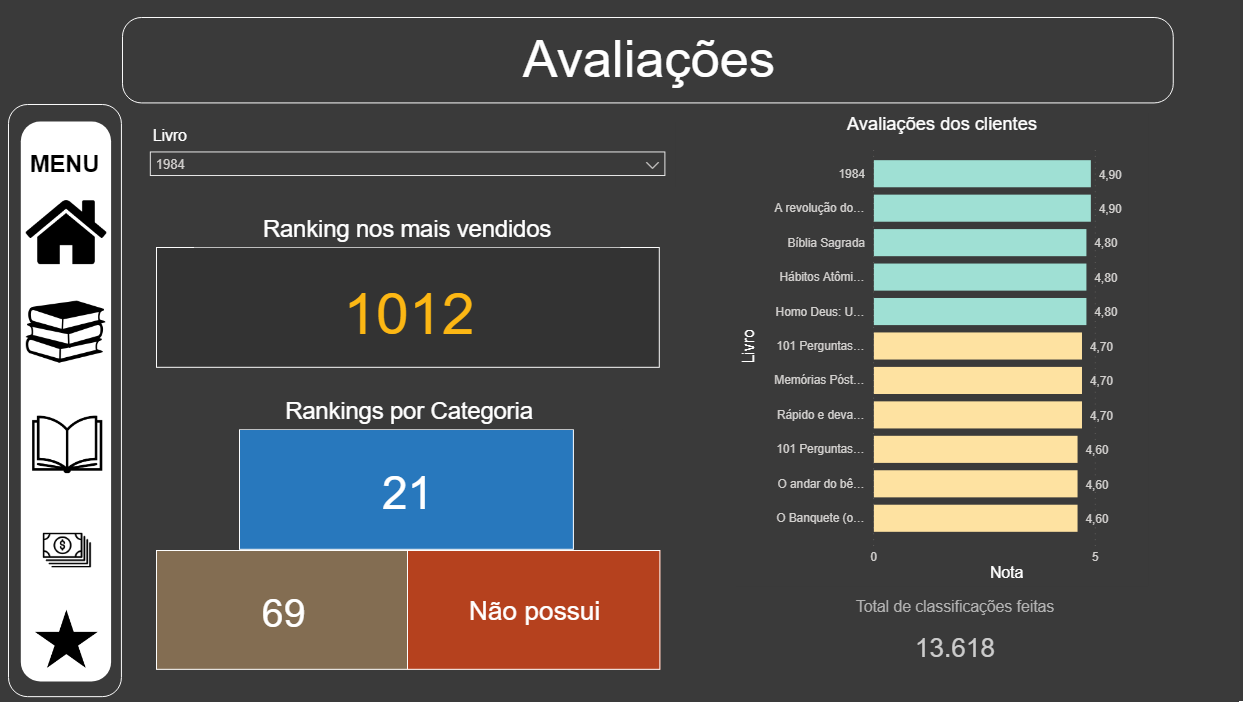 Avaliações
MENU
Livro
1984
Ranking nos mais vendidos
1012
Rankings por Categoria
21
69
Não possui
Avaliações dos clientes
Livro
1984 4,90
A revolução do... 4,90
Bíblia Sagrada 4,80
Hábitos Atômi... 4,80
Homo Deus: U... 4,80
101 Perguntas... 4,70
Memórias Póst... 4,70
Rápido e deva... 4,70
101 Perguntas... 4,60
O andar do bê... 4,60
O Banquete (o... 4,60
0 5
Nota
Total de classificações feitas
13.618